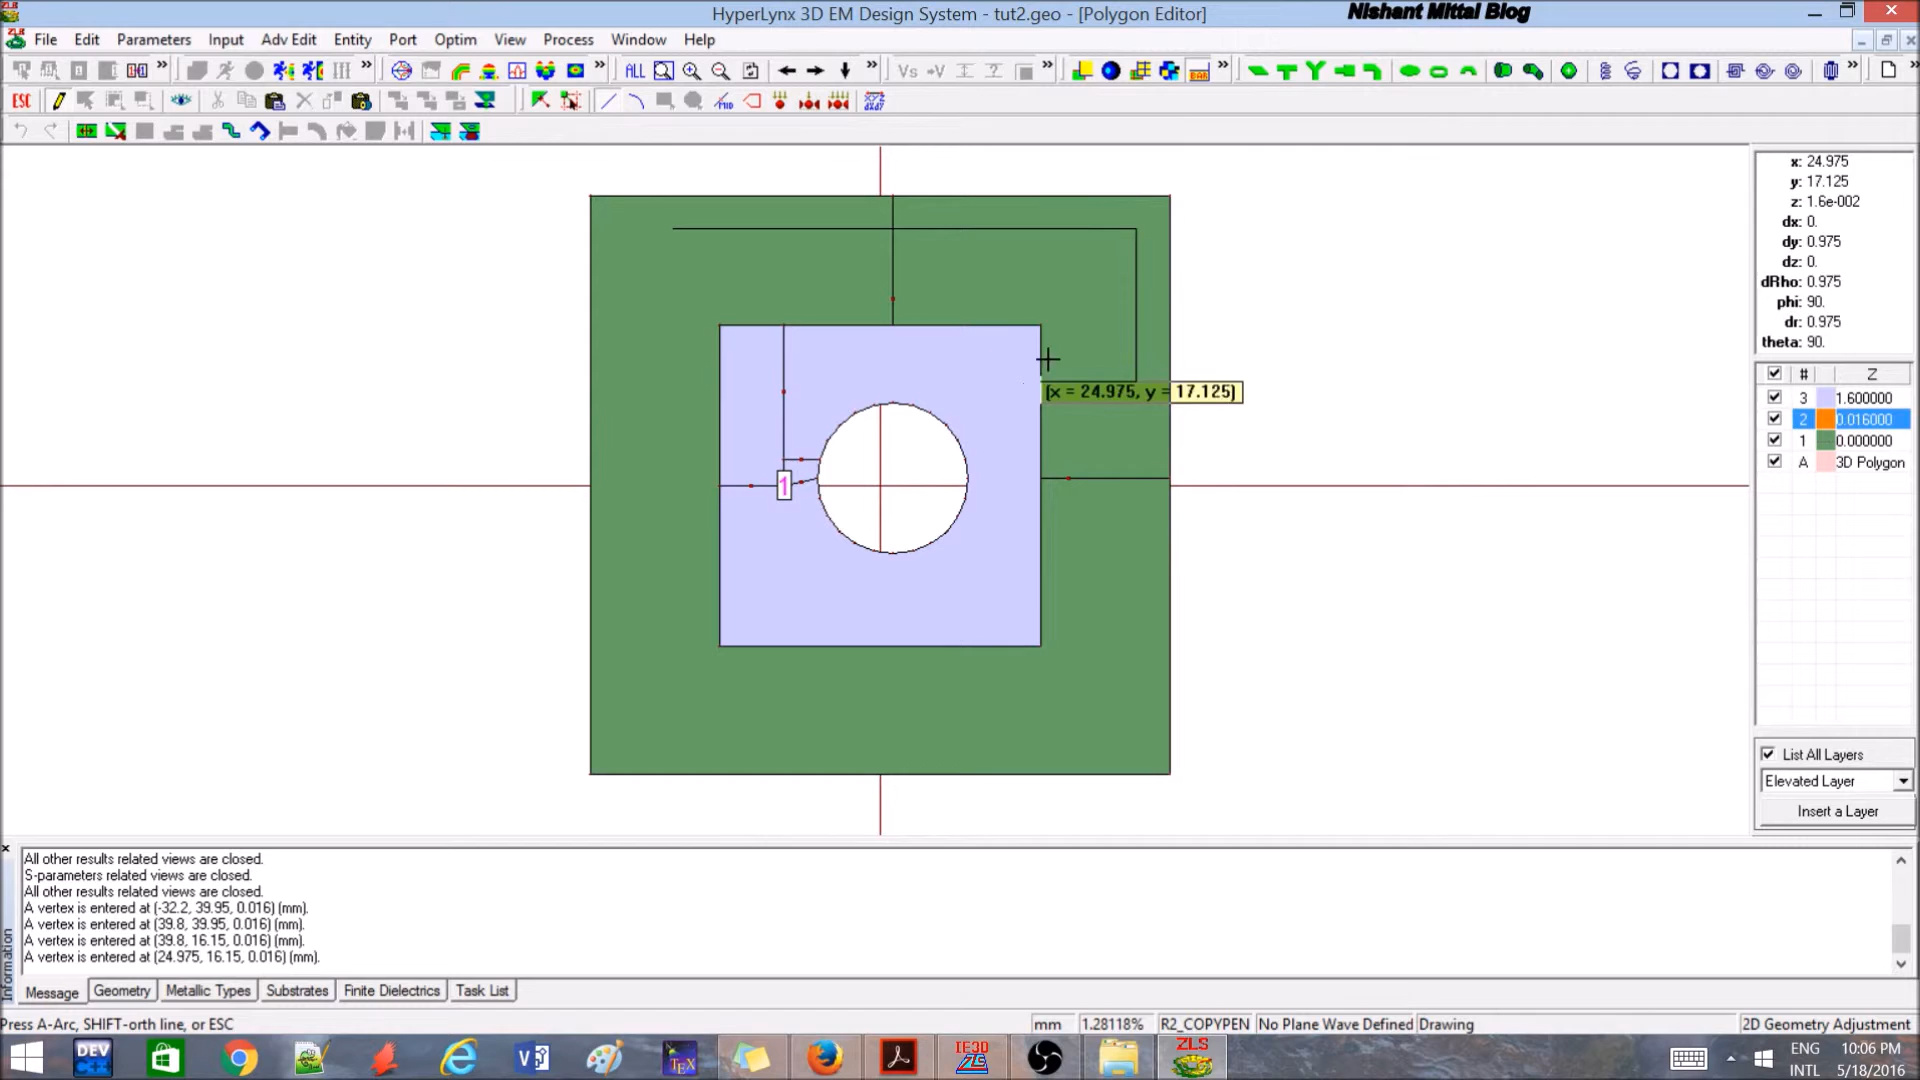 HyperLynx 3D EM Design System - tut2.geo - [Polygon Editor]
Nishant Mittal Blog
File Edit Parameters Input Adv Edit Entity Port Optim View Process Window Help
ALL
ESC
MID
x: 24.975
y: 17.125
z: 1.6e-002
dx: 0.
dy: 0.975
dz: 0.
dRho: 0.975
phi: 90.
dr: 0.975
theta: 90.
(x = 24.975, y = 17.125)
1
# Z
3 1.600000
2 0.016000
1 0.000000
A 3D Polygon
List All Layers
Elevated Layer
Insert a Layer
All other results related views are closed.
S-parameters related views are closed.
All other results related views are closed.
A vertex is entered at (-32.2, 39.95, 0.016) (mm).
A vertex is entered at (39.8, 39.95, 0.016) (mm).
A vertex is entered at (39.8, 16.15, 0.016) (mm).
A vertex is entered at (24.975, 16.15, 0.016) (mm).
Information
Message Geometry Metallic Types Substrates Finite Dielectrics Task List
Press A-Arc, SHIFT-orth line, or ESC
mm 1.28118% R2_COPYPEN No Plane Wave Defined Drawing 2D Geometry Adjustment
DEV
TEX
IE3D
ZLS
ENG
INTL
10:06 PM
5/18/2016